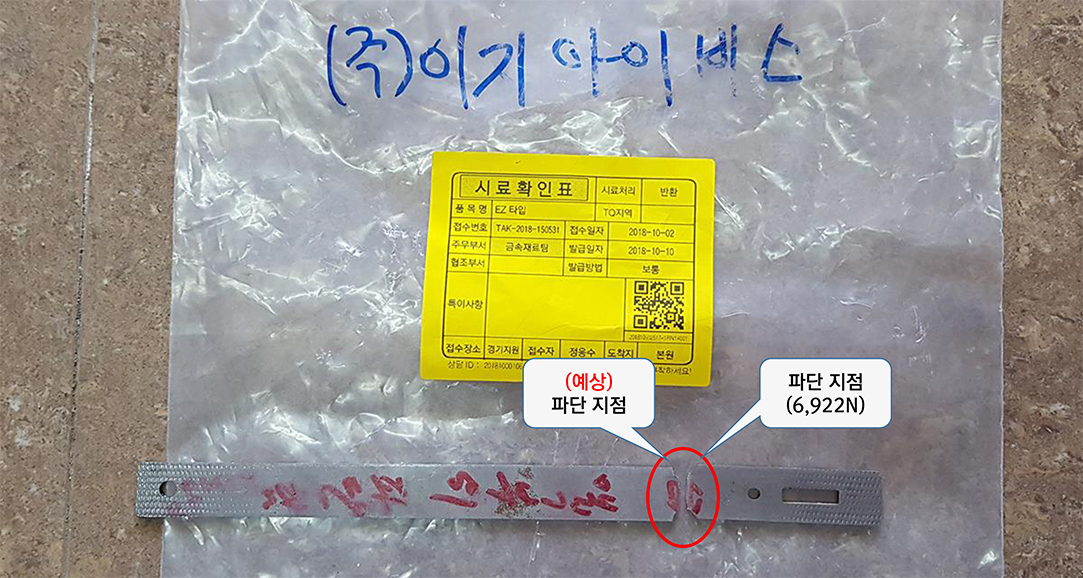 (주)이기아이비스
시료확인표 시료처리 반환
품목명 EZ 타입 TQ지역
접수번호 TAK-2018-150531 접수일자 2018-10-02
주무부서 금속재료팀 발급일자 2018-10-10
협조부서 발급방법 보통
특이사항
접수장소 경기지원 접수자 정웅수 도착지 본원
상담ID :
(예상)
파단 지점
파단 지점
(6,922N)